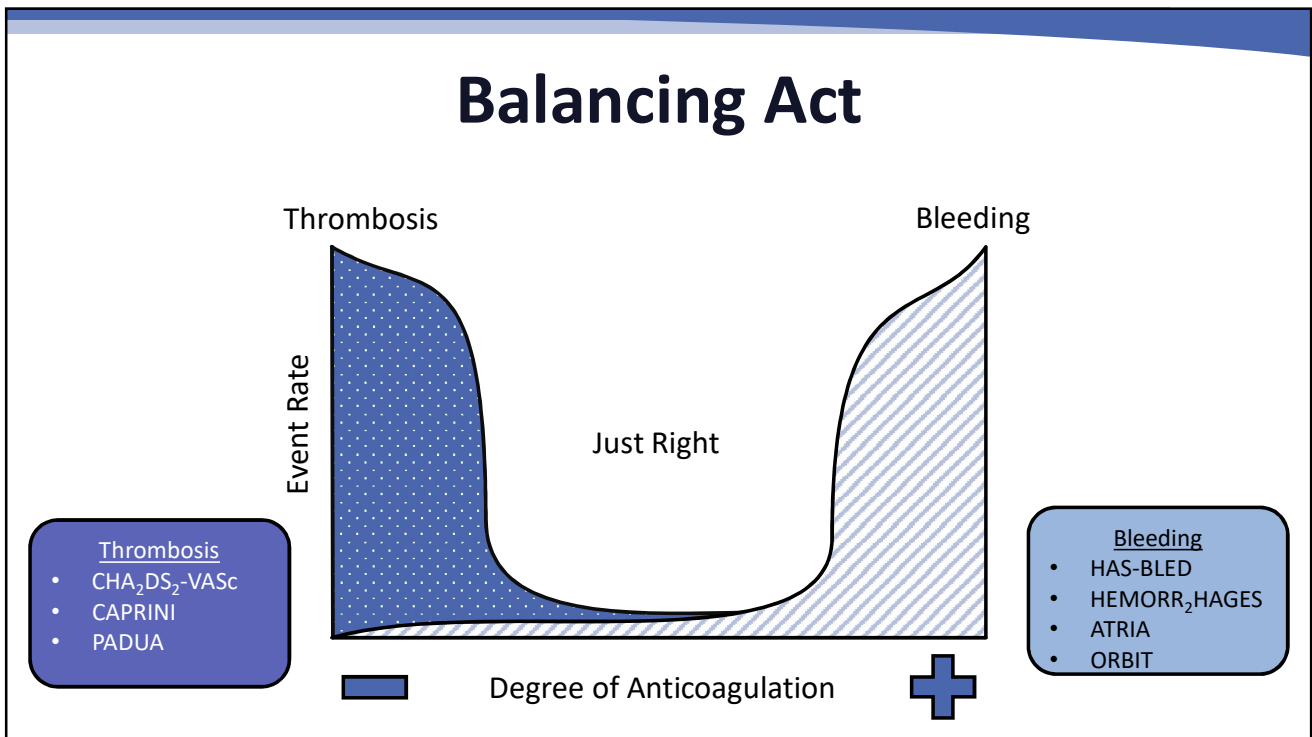 Balancing Act
Thrombosis
Bleeding
Event Rate
Just Right
Thrombosis
• CHA₂DS₂-VASc
• CAPRINI
• PADUA
Bleeding
• HAS-BLED
• HEMORR₂HAGES
• ATRIA
• ORBIT
Degree of Anticoagulation